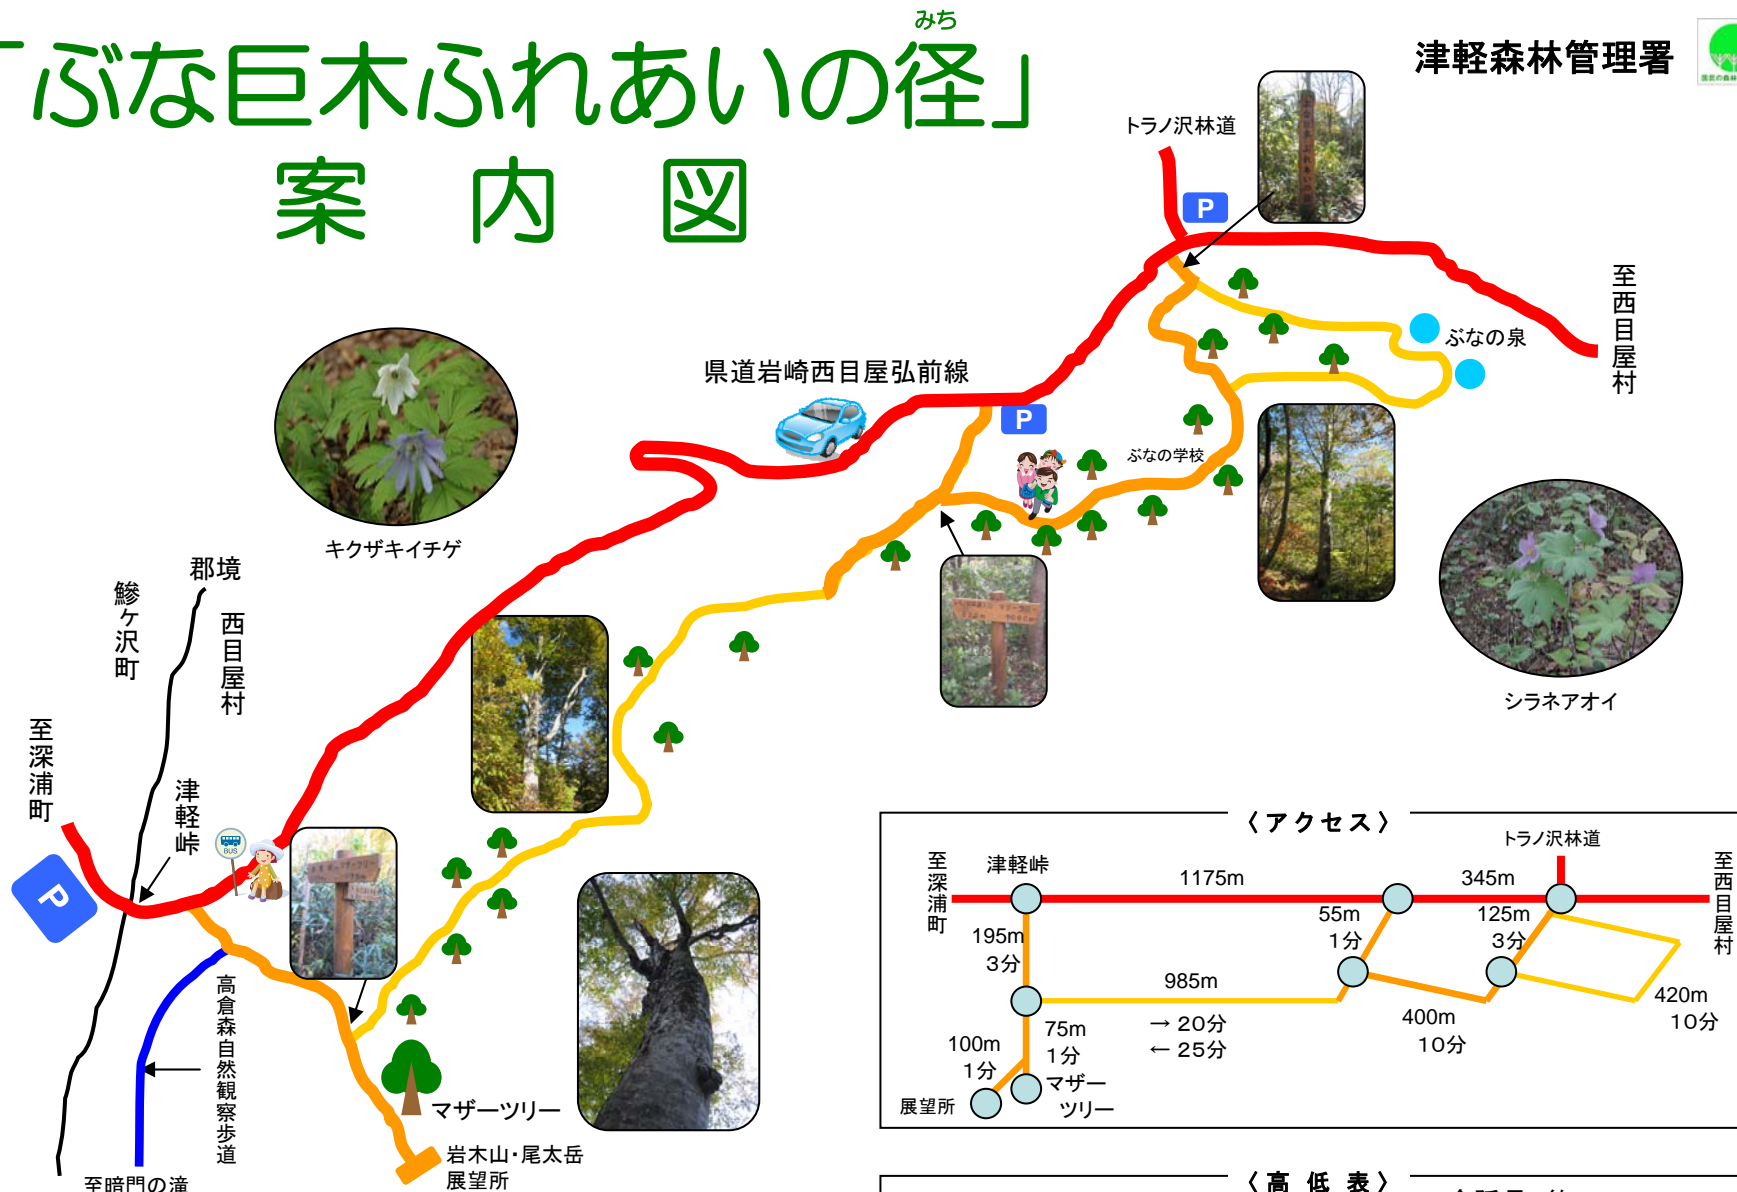 みち
「ぶな巨木ふれあいの径」
案内図
津軽森林管理署
トラノ沢林道
P
至西目屋村
ぶなの泉
県道岩崎西目屋弘前線
P
ぶなの学校
キクザキイチゲ
シラネアオイ
郡境
鰺ヶ沢町
西目屋村
至深浦町
津軽峠
BUS
P
高倉森自然観察歩道
至暗門の滝
マザーツリー
岩木山・尾太岳
展望所
〈アクセス〉
トラノ沢林道
至深浦町
津軽峠
1175m
345m
至西目屋村
195m
3分
55m
1分
125m
3分
985m
→ 20分
← 25分
400m
10分
420m
10分
100m
1分
75m
1分
展望所
マザー
ツリー
〈高低表〉